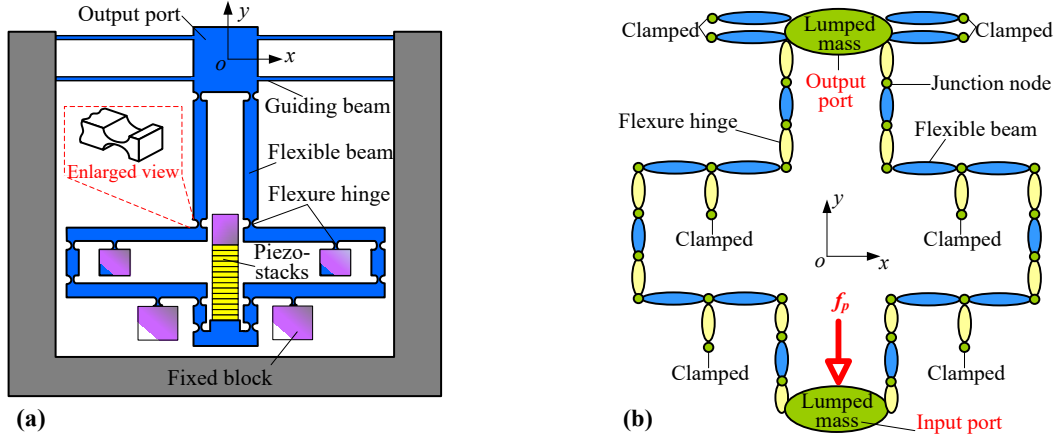 Output port
y
o
x
Guiding beam
Flexible beam
Enlarged view
Flexure hinge
Piezo-
stacks
Fixed block
(a)
Clamped
Lumped
mass
Clamped
Output
port
Junction node
Flexure hinge
Flexible beam
y
o
x
Clamped
Clamped
fp
Clamped
Clamped
Lumped
mass
Input port
(b)